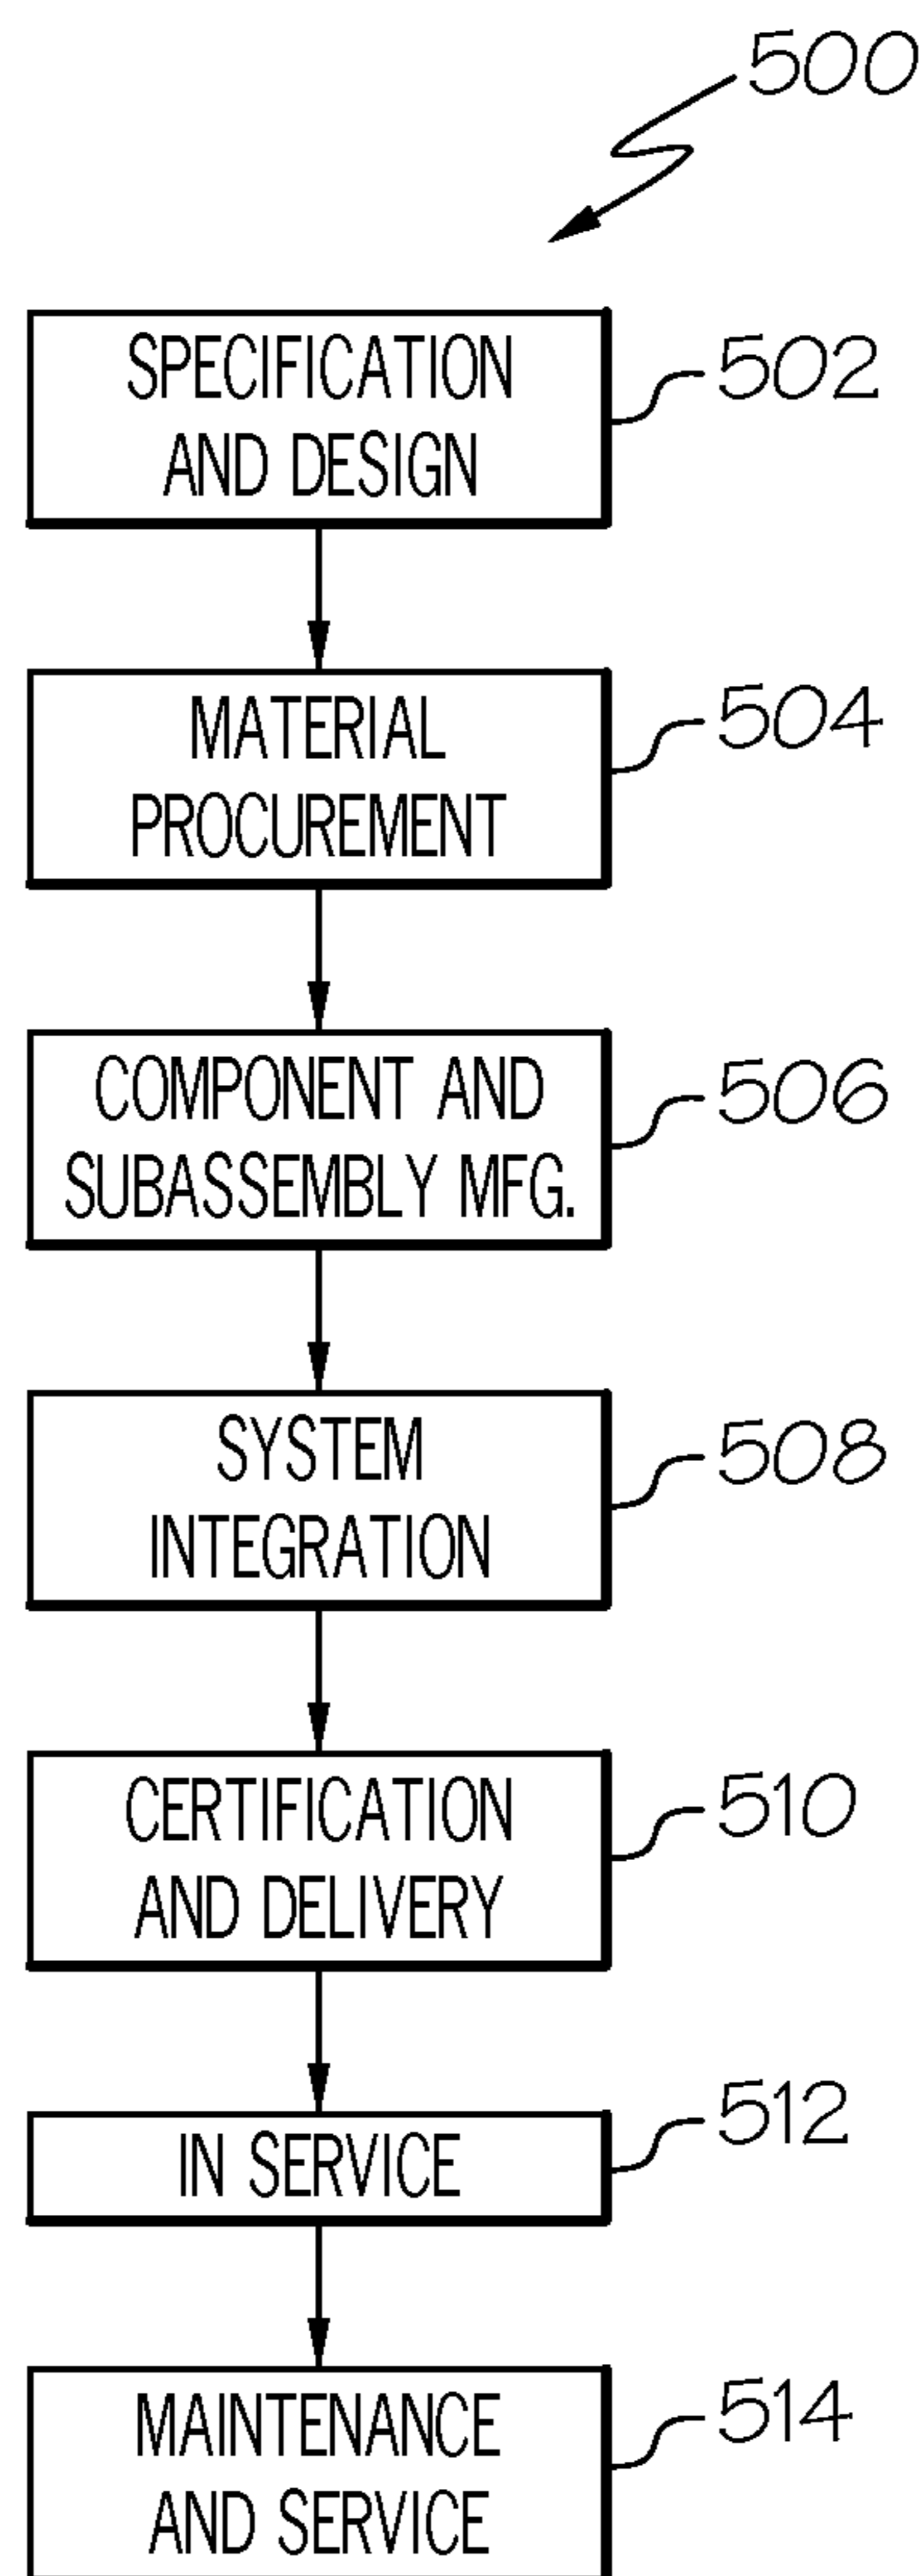 500
SPECIFICATION
AND DESIGN
502
MATERIAL
PROCUREMENT
504
COMPONENT AND
SUBASSEMBLY MFG.
506
SYSTEM
INTEGRATION
508
CERTIFICATION
AND DELIVERY
510
IN SERVICE
512
MAINTENANCE
AND SERVICE
514